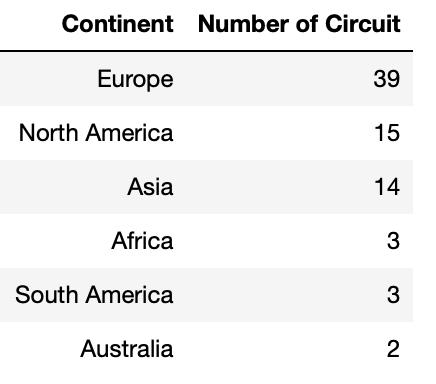 Continent Number of Circuit
Europe 39
North America 15
Asia 14
Africa 3
South America 3
Australia 2